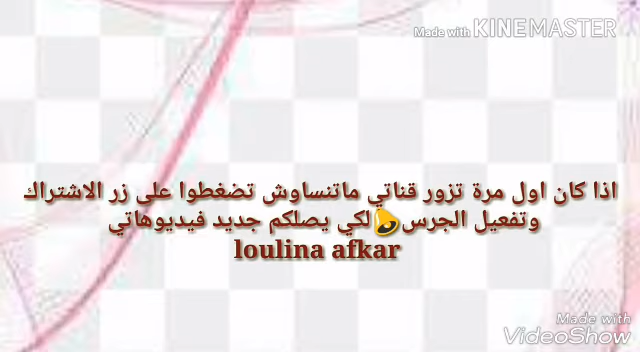 Made with KINEMASTER
اذا كان اول مرة تزور قناتي ماتنساوش تضغطوا على زر الاشتراك
وتفعيل الجرس🔔لكي يصلكم جديد فيديوهاتي
loulina afkar
Made with
VideoShow